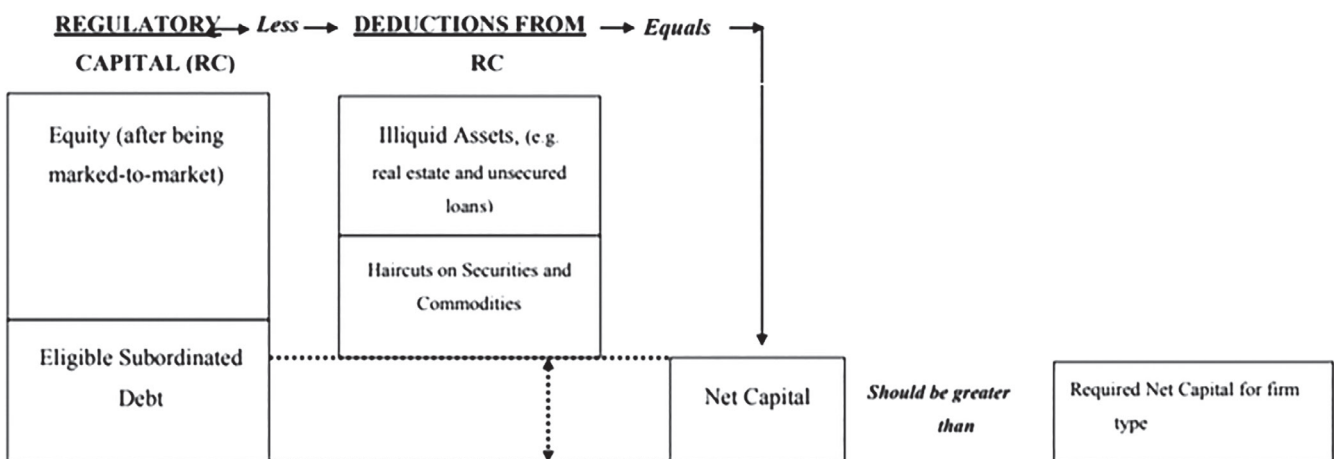 REGULATORY Less DEDUCTIONS FROM Equals
CAPITAL (RC) RC
Equity (after being
marked-to-market)
Illiquid Assets, (e.g.
real estate and unsecured
loans)
Haircuts on Securities and
Commodities
Eligible Subordinated
Debt
Net Capital
Should be greater
than
Required Net Capital for firm
type